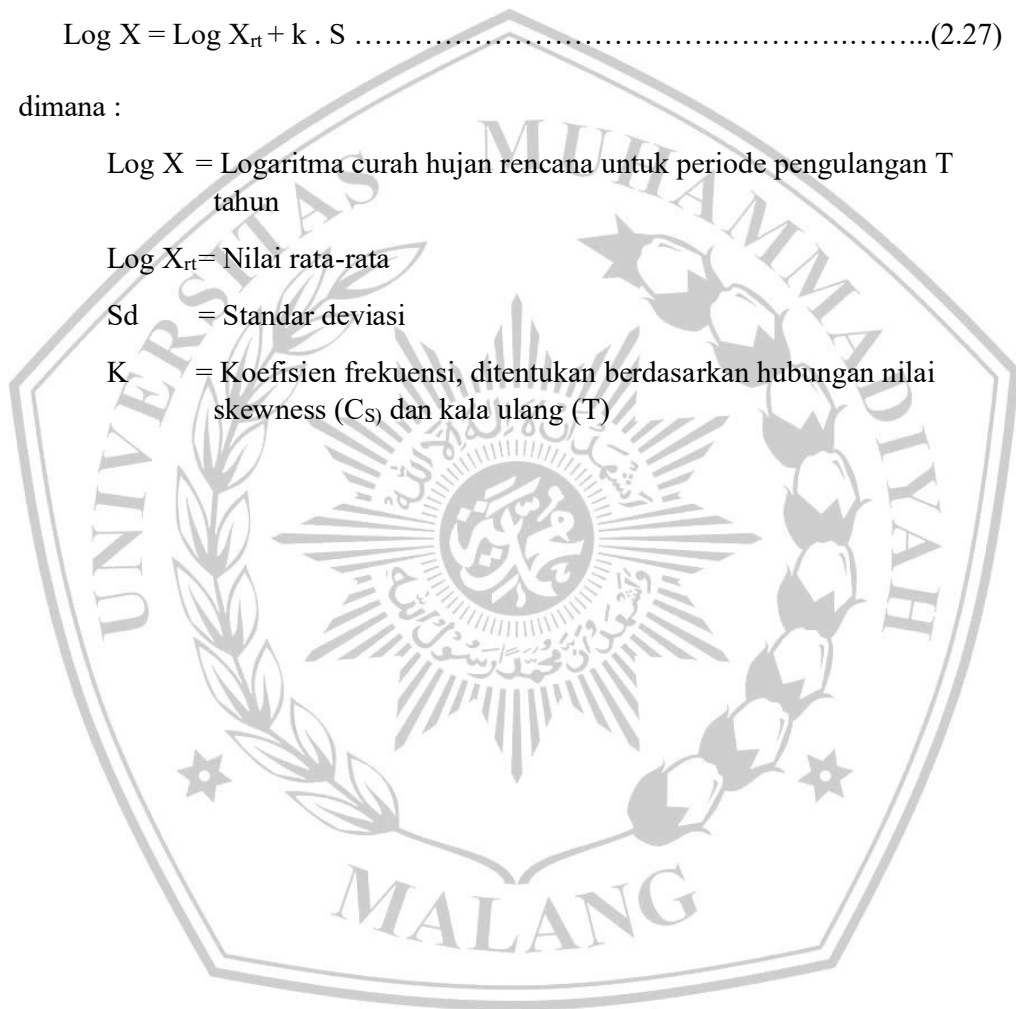 Log X = Log Xrt + k . S ……………………………….………….……...(2.27)
dimana :
Log X = Logaritma curah hujan rencana untuk periode pengulangan T
tahun
Log Xrt= Nilai rata-rata
Sd = Standar deviasi
K = Koefisien frekuensi, ditentukan berdasarkan hubungan nilai
skewness (CS) dan kala ulang (T)
UNIVERSITAS MUHAMMADIYAH
MALANG